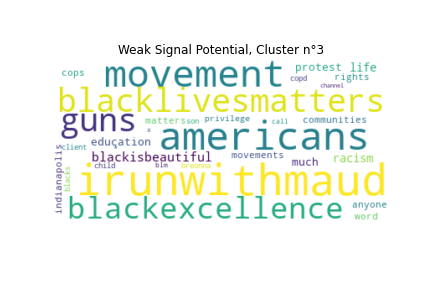 Weak Signal Potential, Cluster n°3
cops
movement
protest life
copd
rights
channel
blacklivesmatters
guns
matters
son
privilege
call
communities
x
americans
client
education
blackisbeautiful
movements
much
racism
child
blm
breonna
indianapolis
blacks
irunwithmaud
blackexcellence
anyone
word